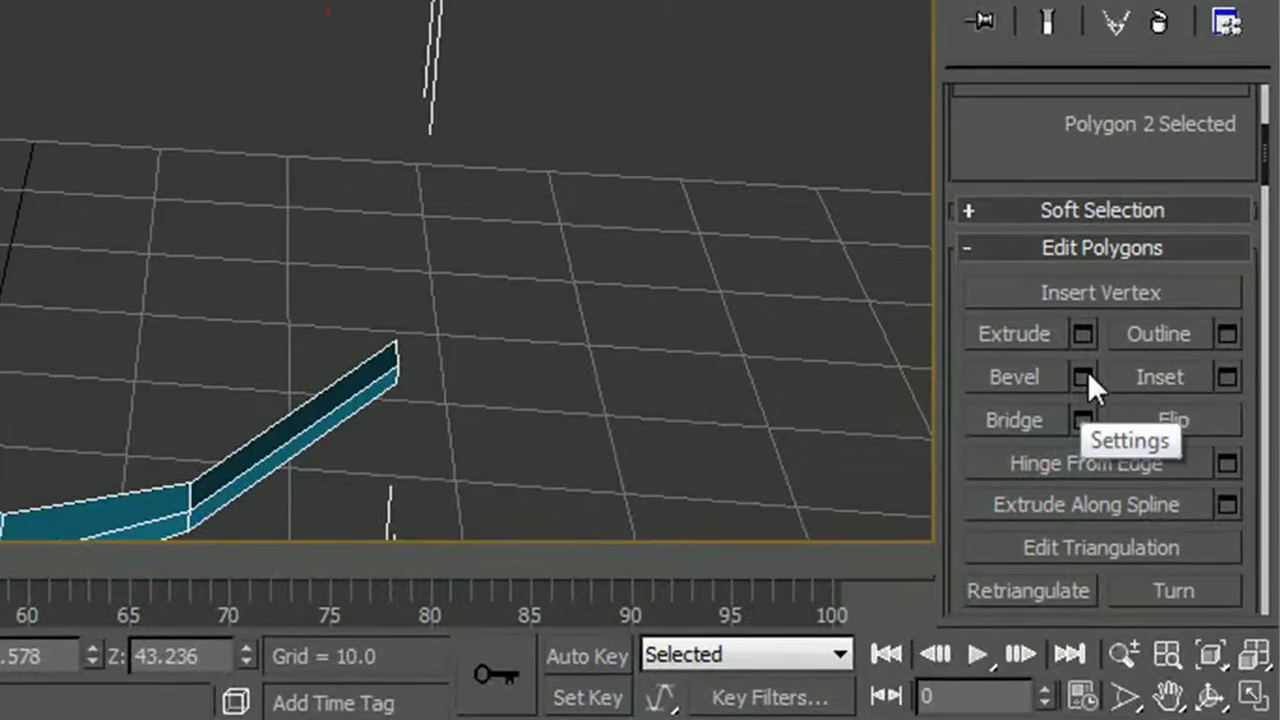 Polygon 2 Selected
+ Soft Selection
- Edit Polygons
Insert Vertex
Extrude Outline
Bevel Inset
Bridge Flip
Settings
Hinge From Edge
Extrude Along Spline
Edit Triangulation
Retriangulate Turn
60 65 70 75 80 85 90 95 100
.578 Z: 43.236 Grid = 10.0 Auto Key Selected
Add Time Tag Set Key Key Filters... 0